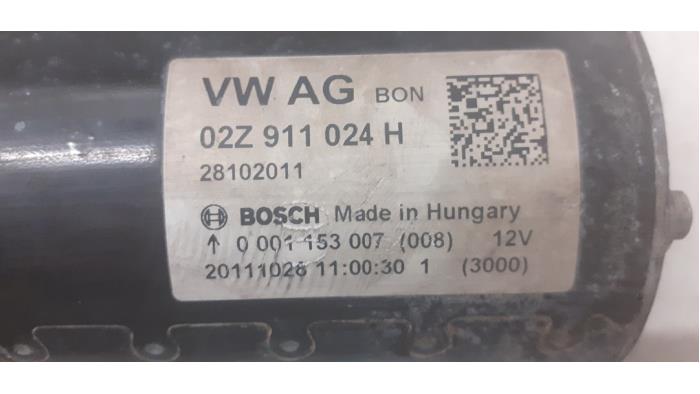 VW AG BON
02Z 911 024 H
28102011
BOSCH Made in Hungary
↑ 0 001 153 007 (008) 12V
20111028 11:00:30 1 (3000)